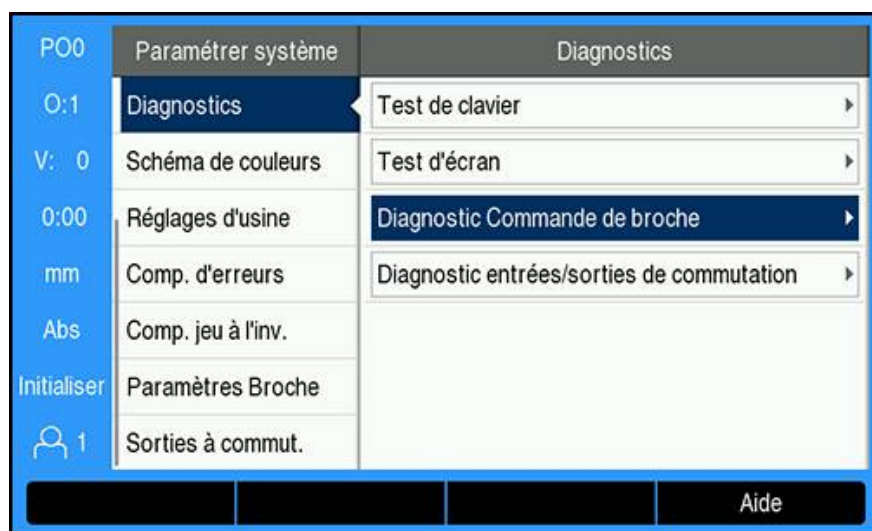 PO0
O:1
V: 0
0:00
mm
Abs
Initialiser
1
Paramétrer système
Diagnostics
Schéma de couleurs
Réglages d'usine
Comp. d'erreurs
Comp. jeu à l'inv.
Paramètres Broche
Sorties à commut.
Diagnostics
Test de clavier
Test d'écran
Diagnostic Commande de broche
Diagnostic entrées/sorties de commutation
Aide